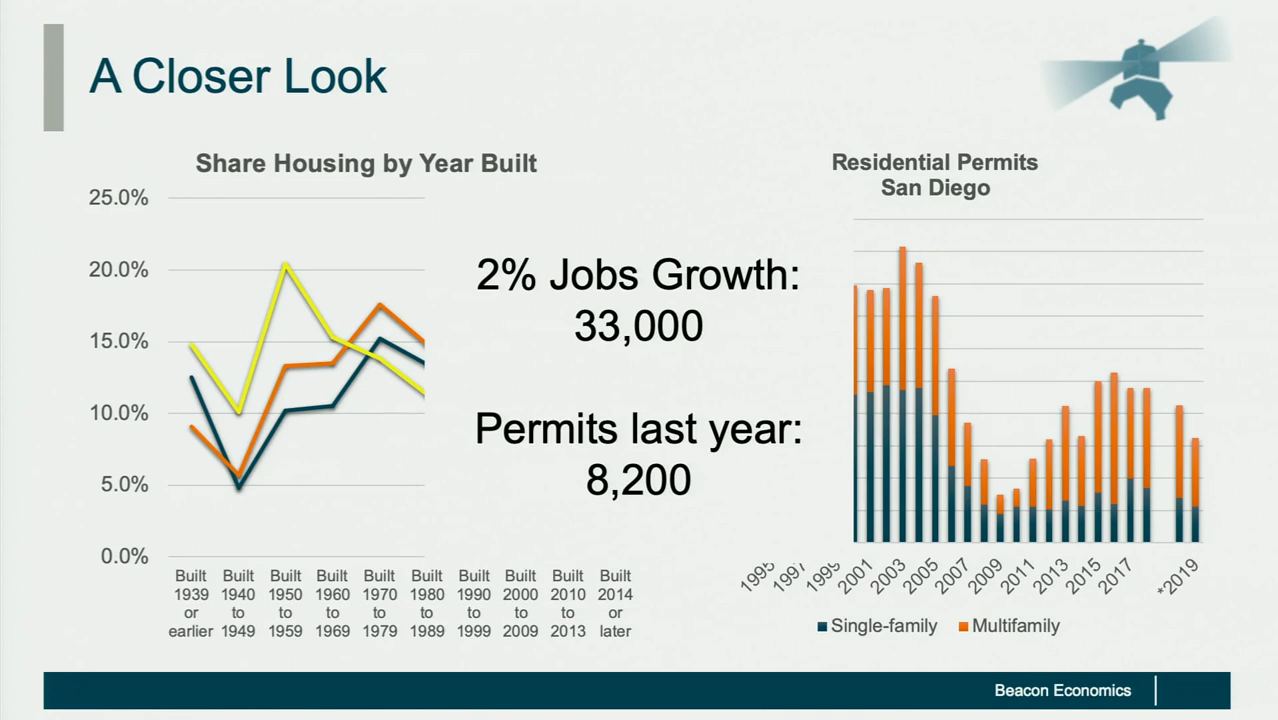 A Closer Look
Share Housing by Year Built
25.0%
20.0%
15.0%
10.0%
5.0%
0.0%
Built 1939 or earlier
Built 1940 to 1949
Built 1950 to 1959
Built 1960 to 1969
Built 1970 to 1979
Built 1980 to 1989
Built 1990 to 1999
Built 2000 to 2009
Built 2010 to 2013
Built 2014 or later
2% Jobs Growth:
33,000
Permits last year:
8,200
Residential Permits
San Diego
1995
1997
1999
2001
2003
2005
2007
2009
2011
2013
2015
2017
*2019
Single-family
Multifamily
Beacon Economics